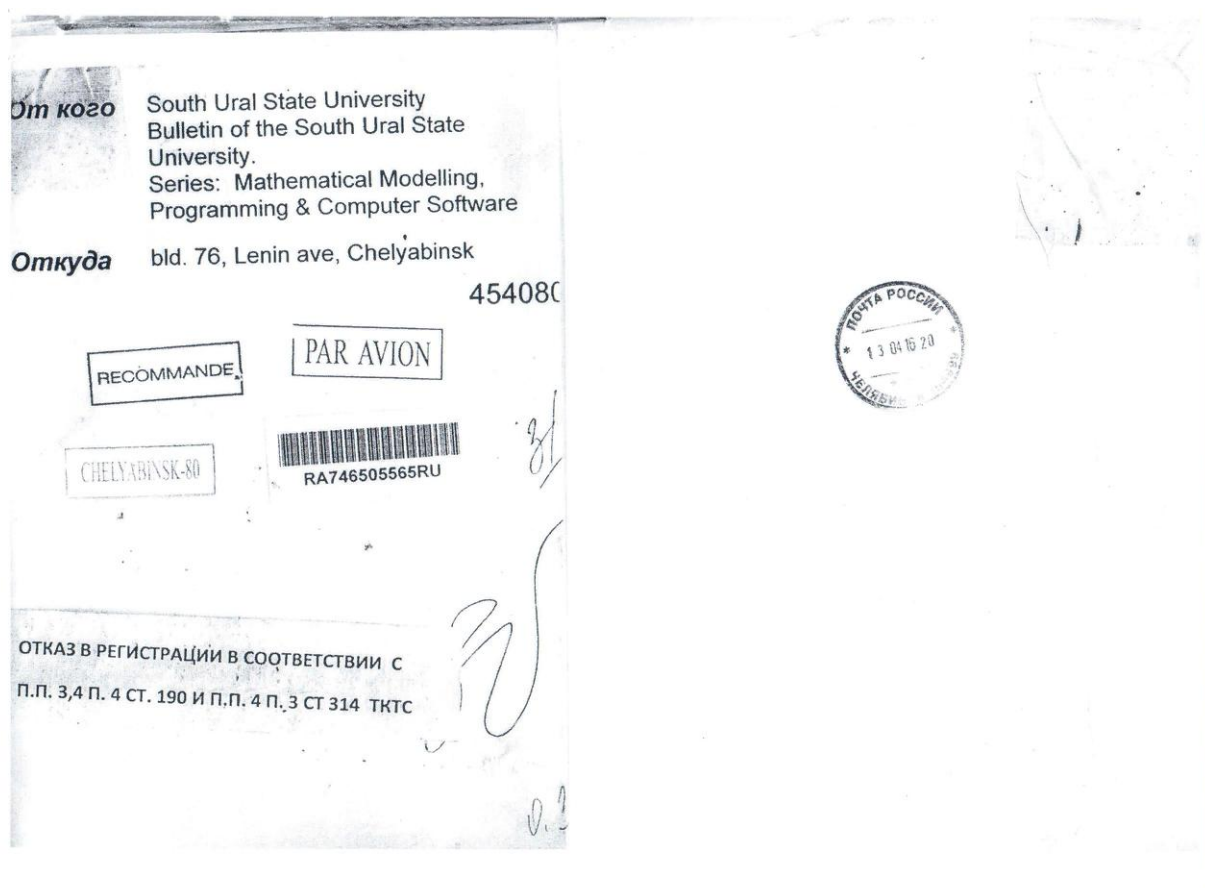 От кого
South Ural State University
Bulletin of the South Ural State
University.
Series: Mathematical Modelling,
Programming & Computer Software
Откуда
bld. 76, Lenin ave, Chelyabinsk
454080
RECOMMANDE
PAR AVION
CHELYABINSK-80
RA746505565RU
ОТКАЗ В РЕГИСТРАЦИИ В СООТВЕТСТВИИ С
П.П. 3,4 П. 4 СТ. 190 И П.П. 4 П. 3 СТ 314 ТКТС
ПОЧТА РОССИИ
13 04 16 20